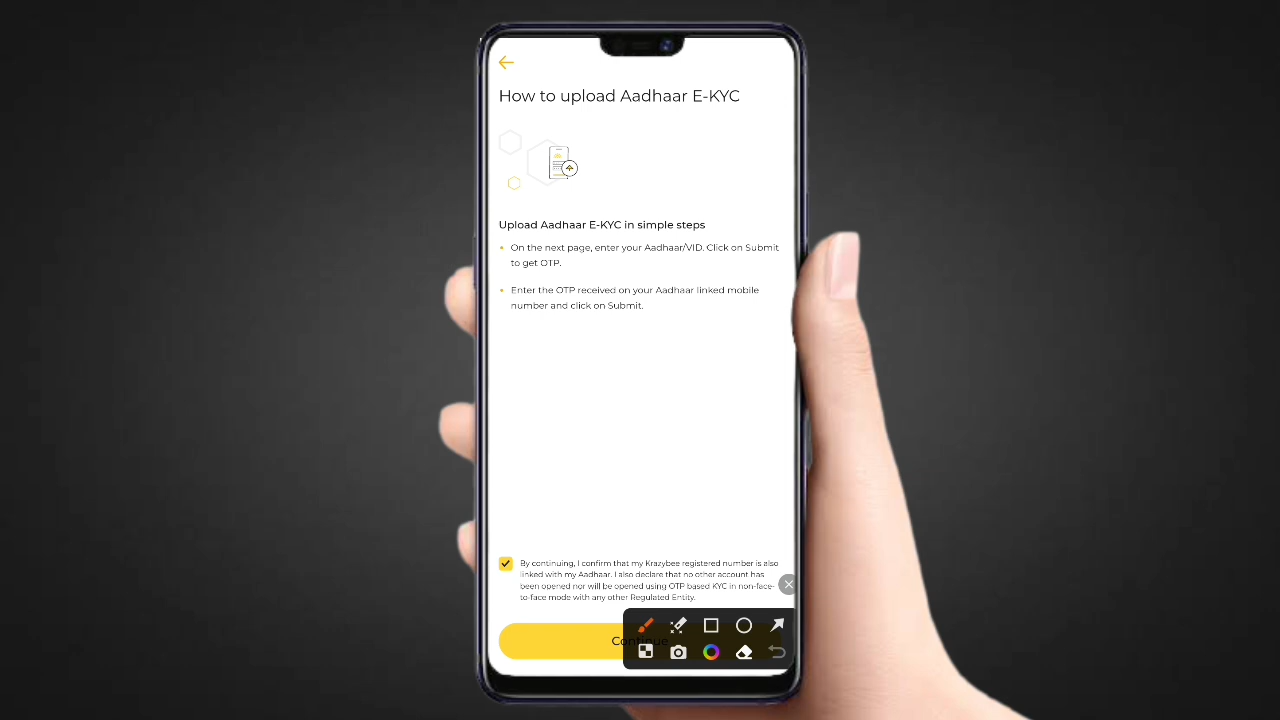 How to upload Aadhaar E-KYC
Upload Aadhaar E-KYC in simple steps
• On the next page, enter your Aadhaar/VID. Click on Submit
to get OTP.
• Enter the OTP received on your Aadhaar linked mobile
number and click on Submit.
By continuing, I confirm that my Krazybee registered number is also
linked with my Aadhaar. I also declare that no other account has
been opened nor will be opened using OTP based KYC in non-face-
to-face mode with any other Regulated Entity.
Continue